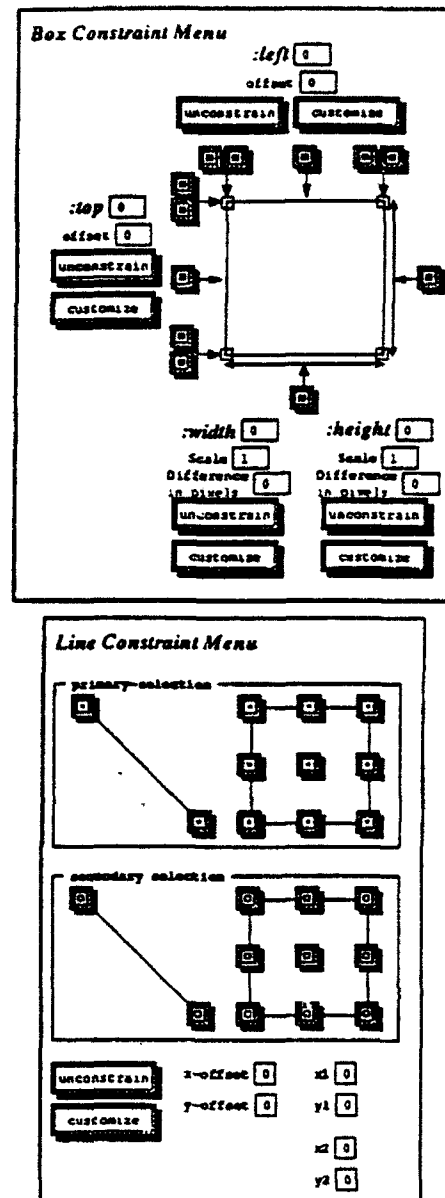 Box Constraint Menu
:left 0
offset 0
unconstrain customize
:top 0
offset 0
unconstrain
customize
:width 0 :height 0
Scale 1 Scale 1
Difference in pixels 0 Difference in pixels 0
unconstrain unconstrain
customize customize
Line Constraint Menu
primary-selection
secondary selection
unconstrain x-offset 0 x1 0
customize y-offset 0 y1 0
x2 0
y2 0